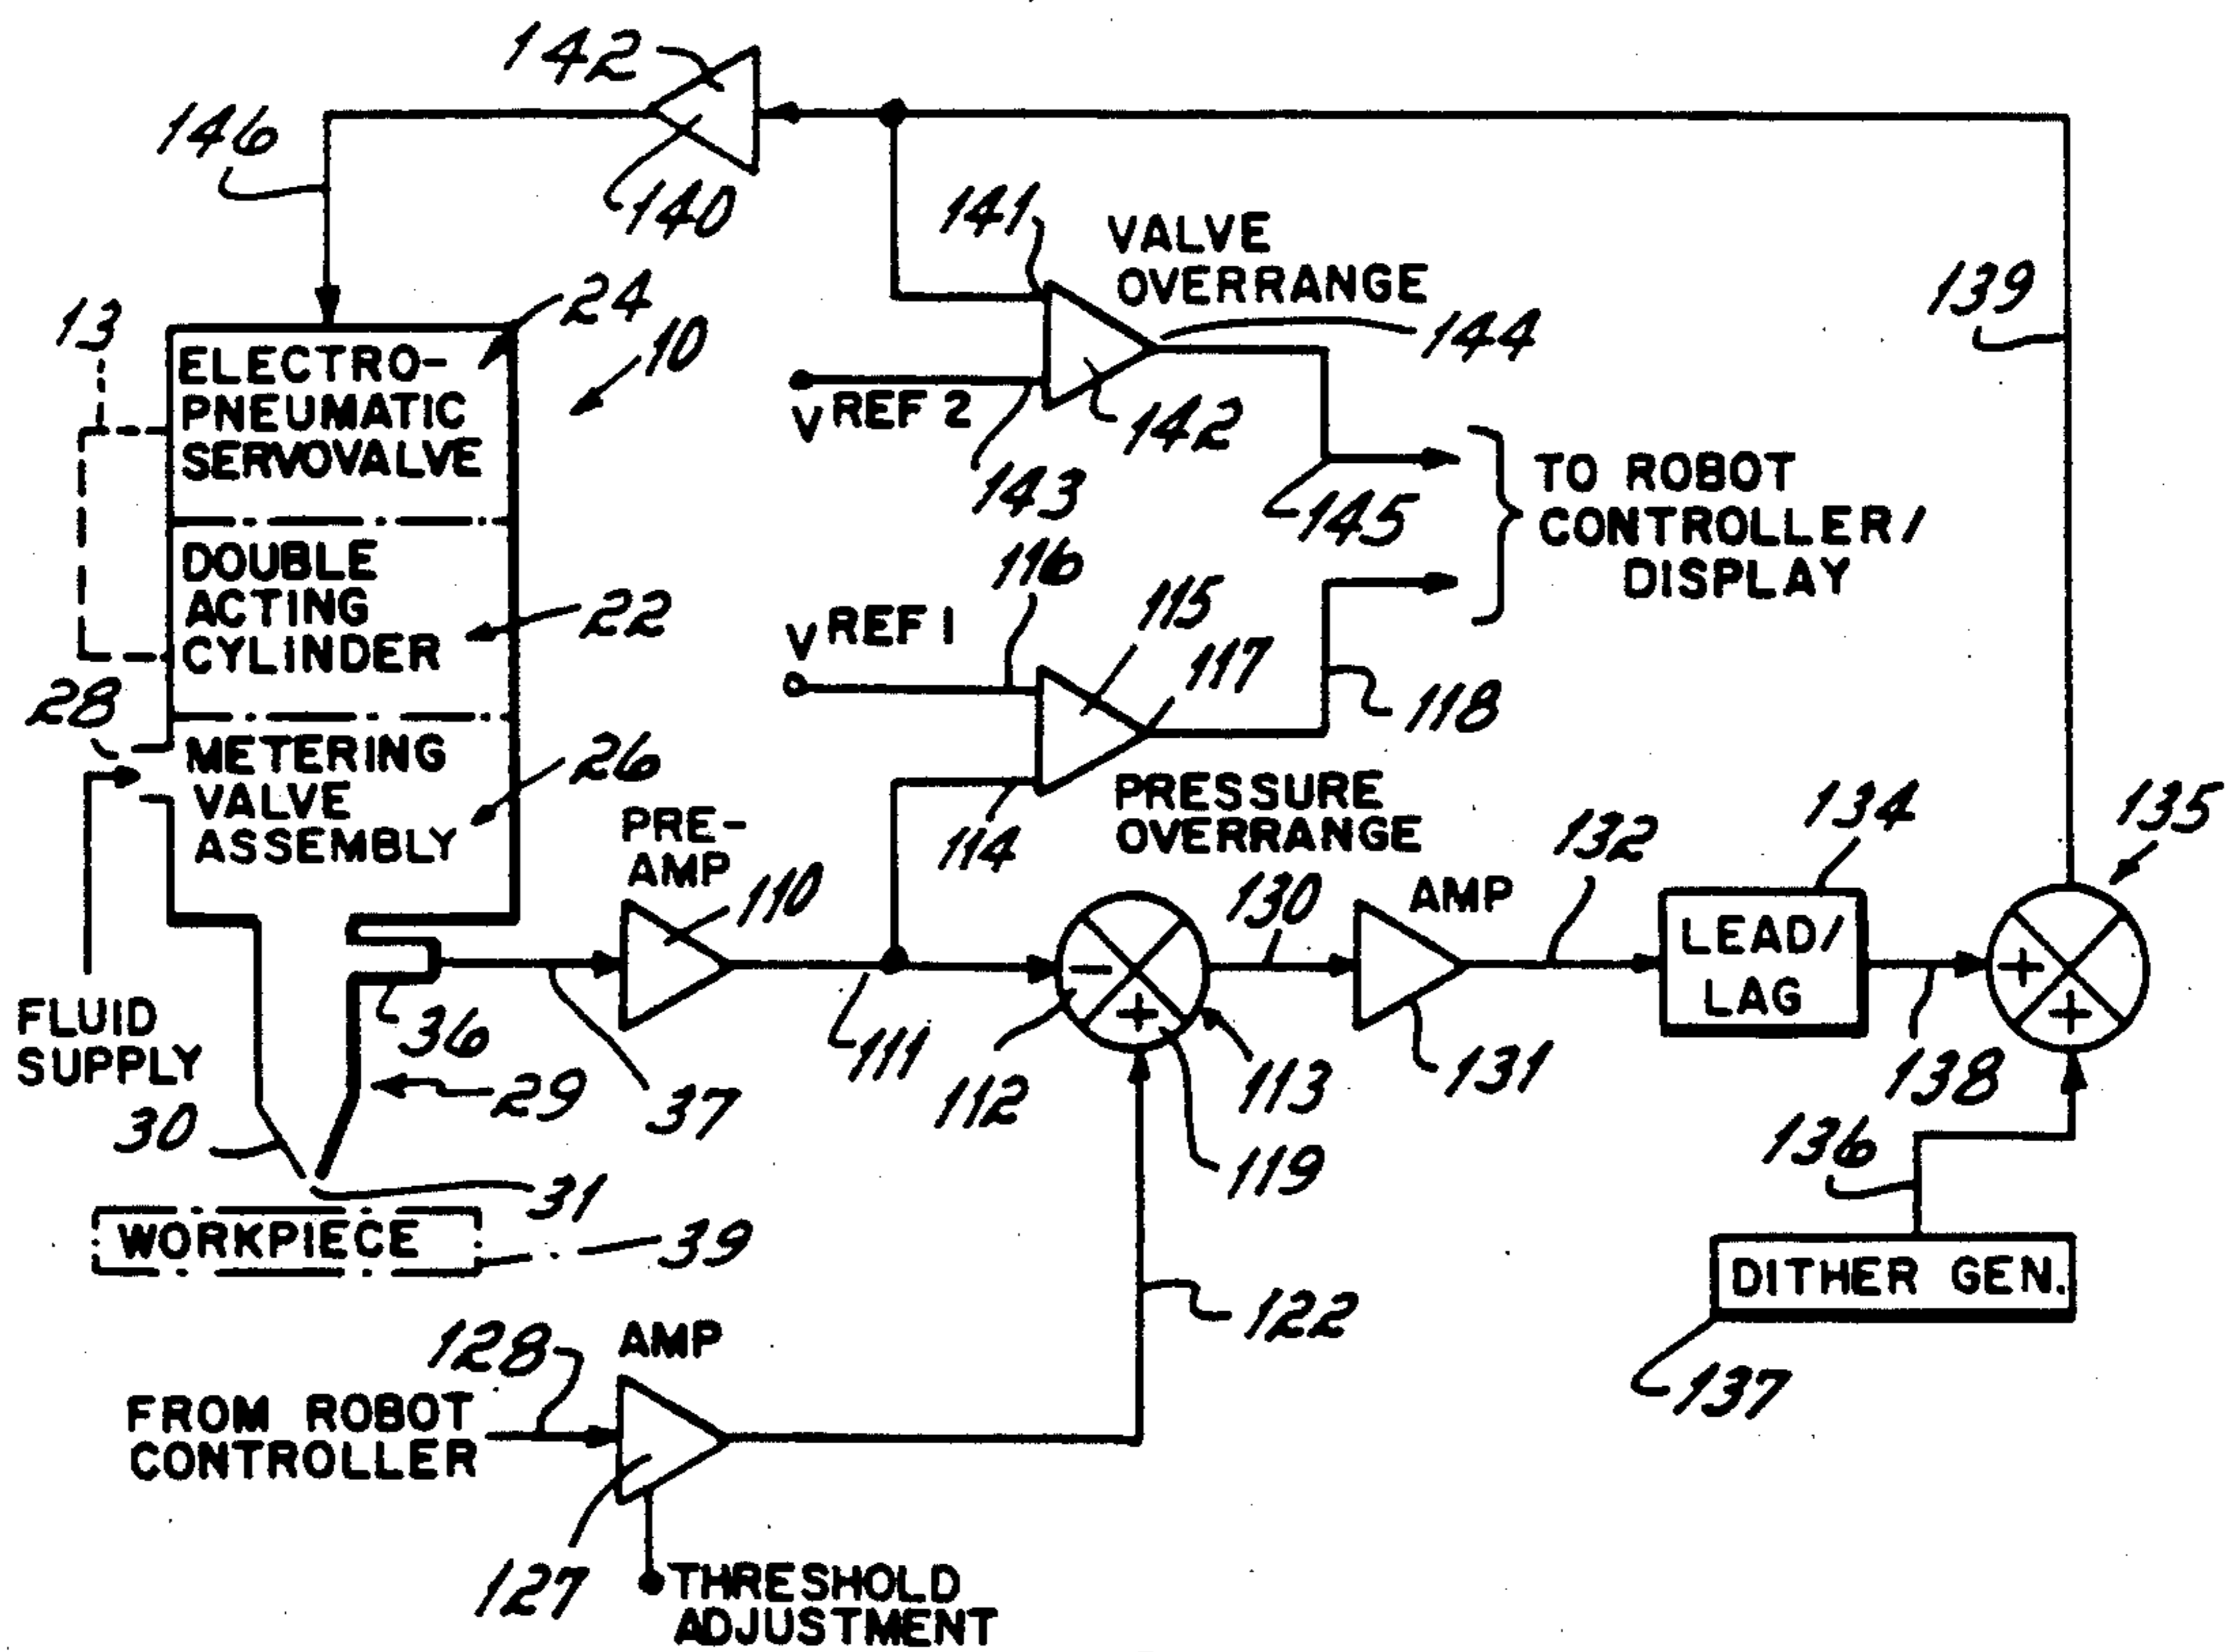 142
146
140
141
VALVE
OVERRANGE
139
13
24
10
144
ELECTRO-
PNEUMATIC
SERVOVALVE
V REF 2
142
143
145
TO ROBOT
CONTROLLER/
DISPLAY
DOUBLE
ACTING
CYLINDER
22
116
115
V REF 1
117
118
28
METERING
VALVE
ASSEMBLY
26
PRE-
AMP
110
114
PRESSURE
OVERRANGE
132
134
135
130
AMP
LEAD/
LAG
−
+
+
+
FLUID
SUPPLY
36
29
37
111
112
113
131
138
30
119
136
31
WORKPIECE
39
122
DITHER GEN.
137
128
AMP
FROM ROBOT
CONTROLLER
127
THRESHOLD
ADJUSTMENT